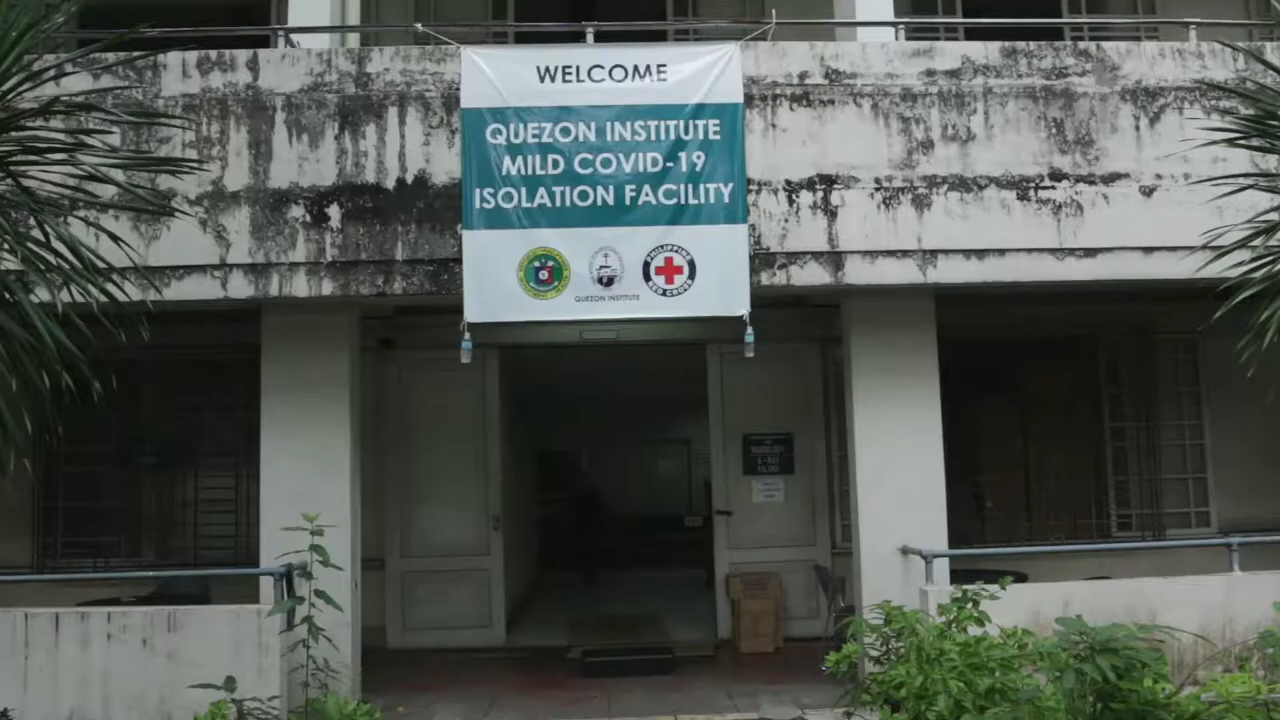 WELCOME
QUEZON INSTITUTE
MILD COVID-19
ISOLATION FACILITY
PHILIPPINE
RED CROSS
QUEZON INSTITUTE